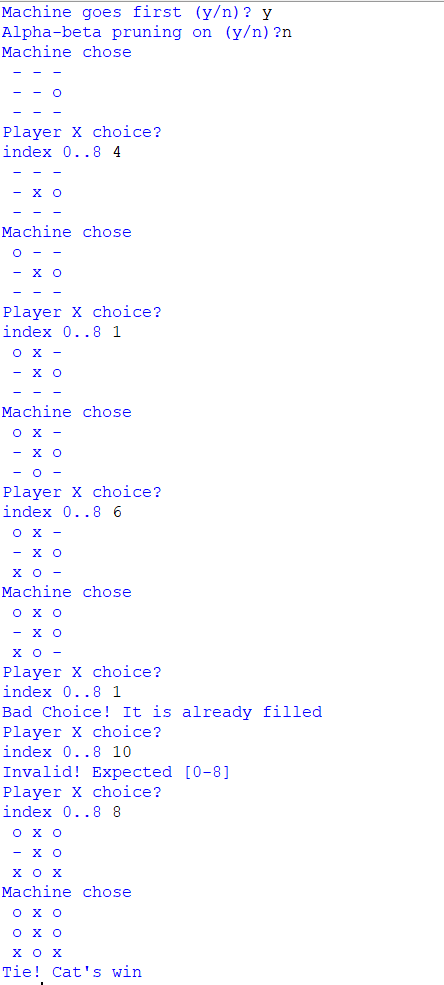 Machine goes first (y/n)? y
Alpha-beta pruning on (y/n)?n
Machine chose
- - -
- - o
- - -
Player X choice?
index 0..8 4
- - -
- x o
- - -
Machine chose
o - -
- x o
- - -
Player X choice?
index 0..8 1
o x -
- x o
- - -
Machine chose
o x -
- x o
- o -
Player X choice?
index 0..8 6
o x -
- x o
x o -
Machine chose
o x o
- x o
x o -
Player X choice?
index 0..8 1
Bad Choice! It is already filled
Player X choice?
index 0..8 10
Invalid! Expected [0-8]
Player X choice?
index 0..8 8
o x o
- x o
x o x
Machine chose
o x o
o x o
x o x
Tie! Cat's win